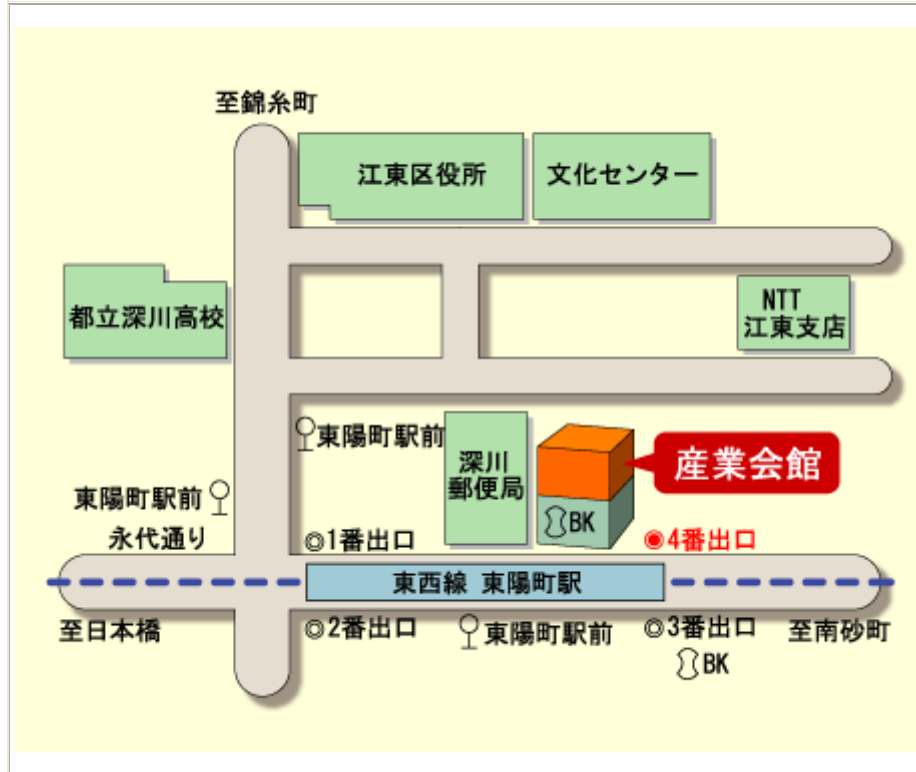 至錦糸町
江東区役所
文化センター
都立深川高校
NTT
江東支店
東陽町駅前
深川
郵便局
産業会館
東陽町駅前
BK
永代通り
◎1番出口
◉4番出口
東西線 東陽町駅
至日本橋
◎2番出口
東陽町駅前
◎3番出口
至南砂町
BK